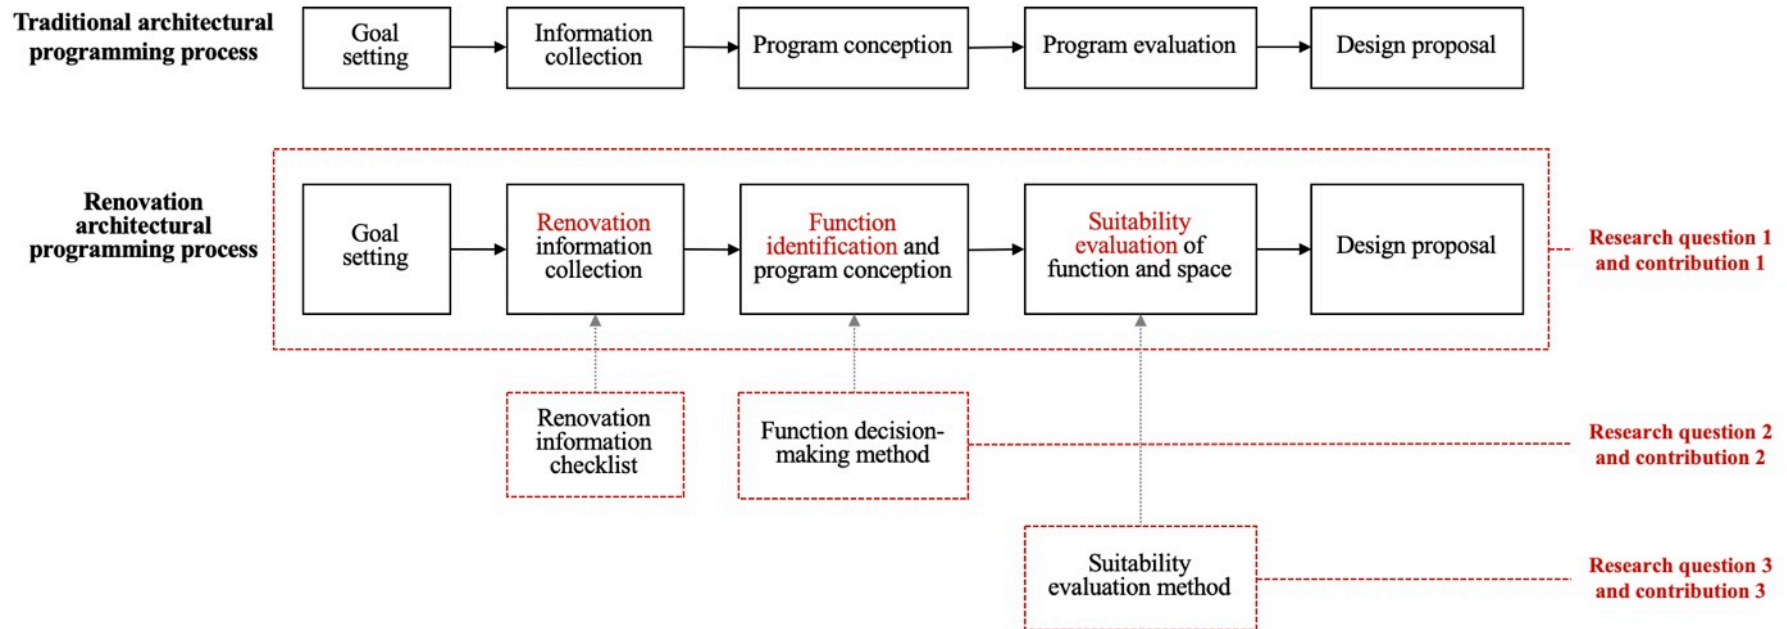 Traditional architectural
programming process
Goal
setting
Information
collection
Program conception
Program evaluation
Design proposal
Renovation
architectural
programming process
Goal
setting
Renovation
information
collection
Function
identification and
program conception
Suitability
evaluation of
function and space
Design proposal
Research question 1
and contribution 1
Renovation
information
checklist
Function decision-
making method
Research question 2
and contribution 2
Suitability
evaluation method
Research question 3
and contribution 3